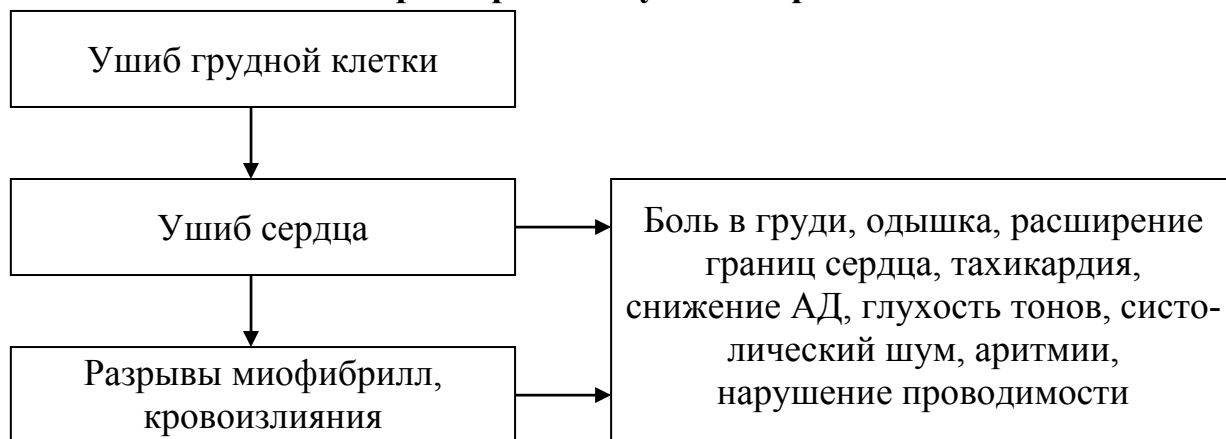 Ушиб грудной клетки
Ушиб сердца
Боль в груди, одышка, расширение
границ сердца, тахикардия,
снижение АД, глухость тонов, систо-
лический шум, аритмии,
нарушение проводимости
Разрывы миофибрилл,
кровоизлияния